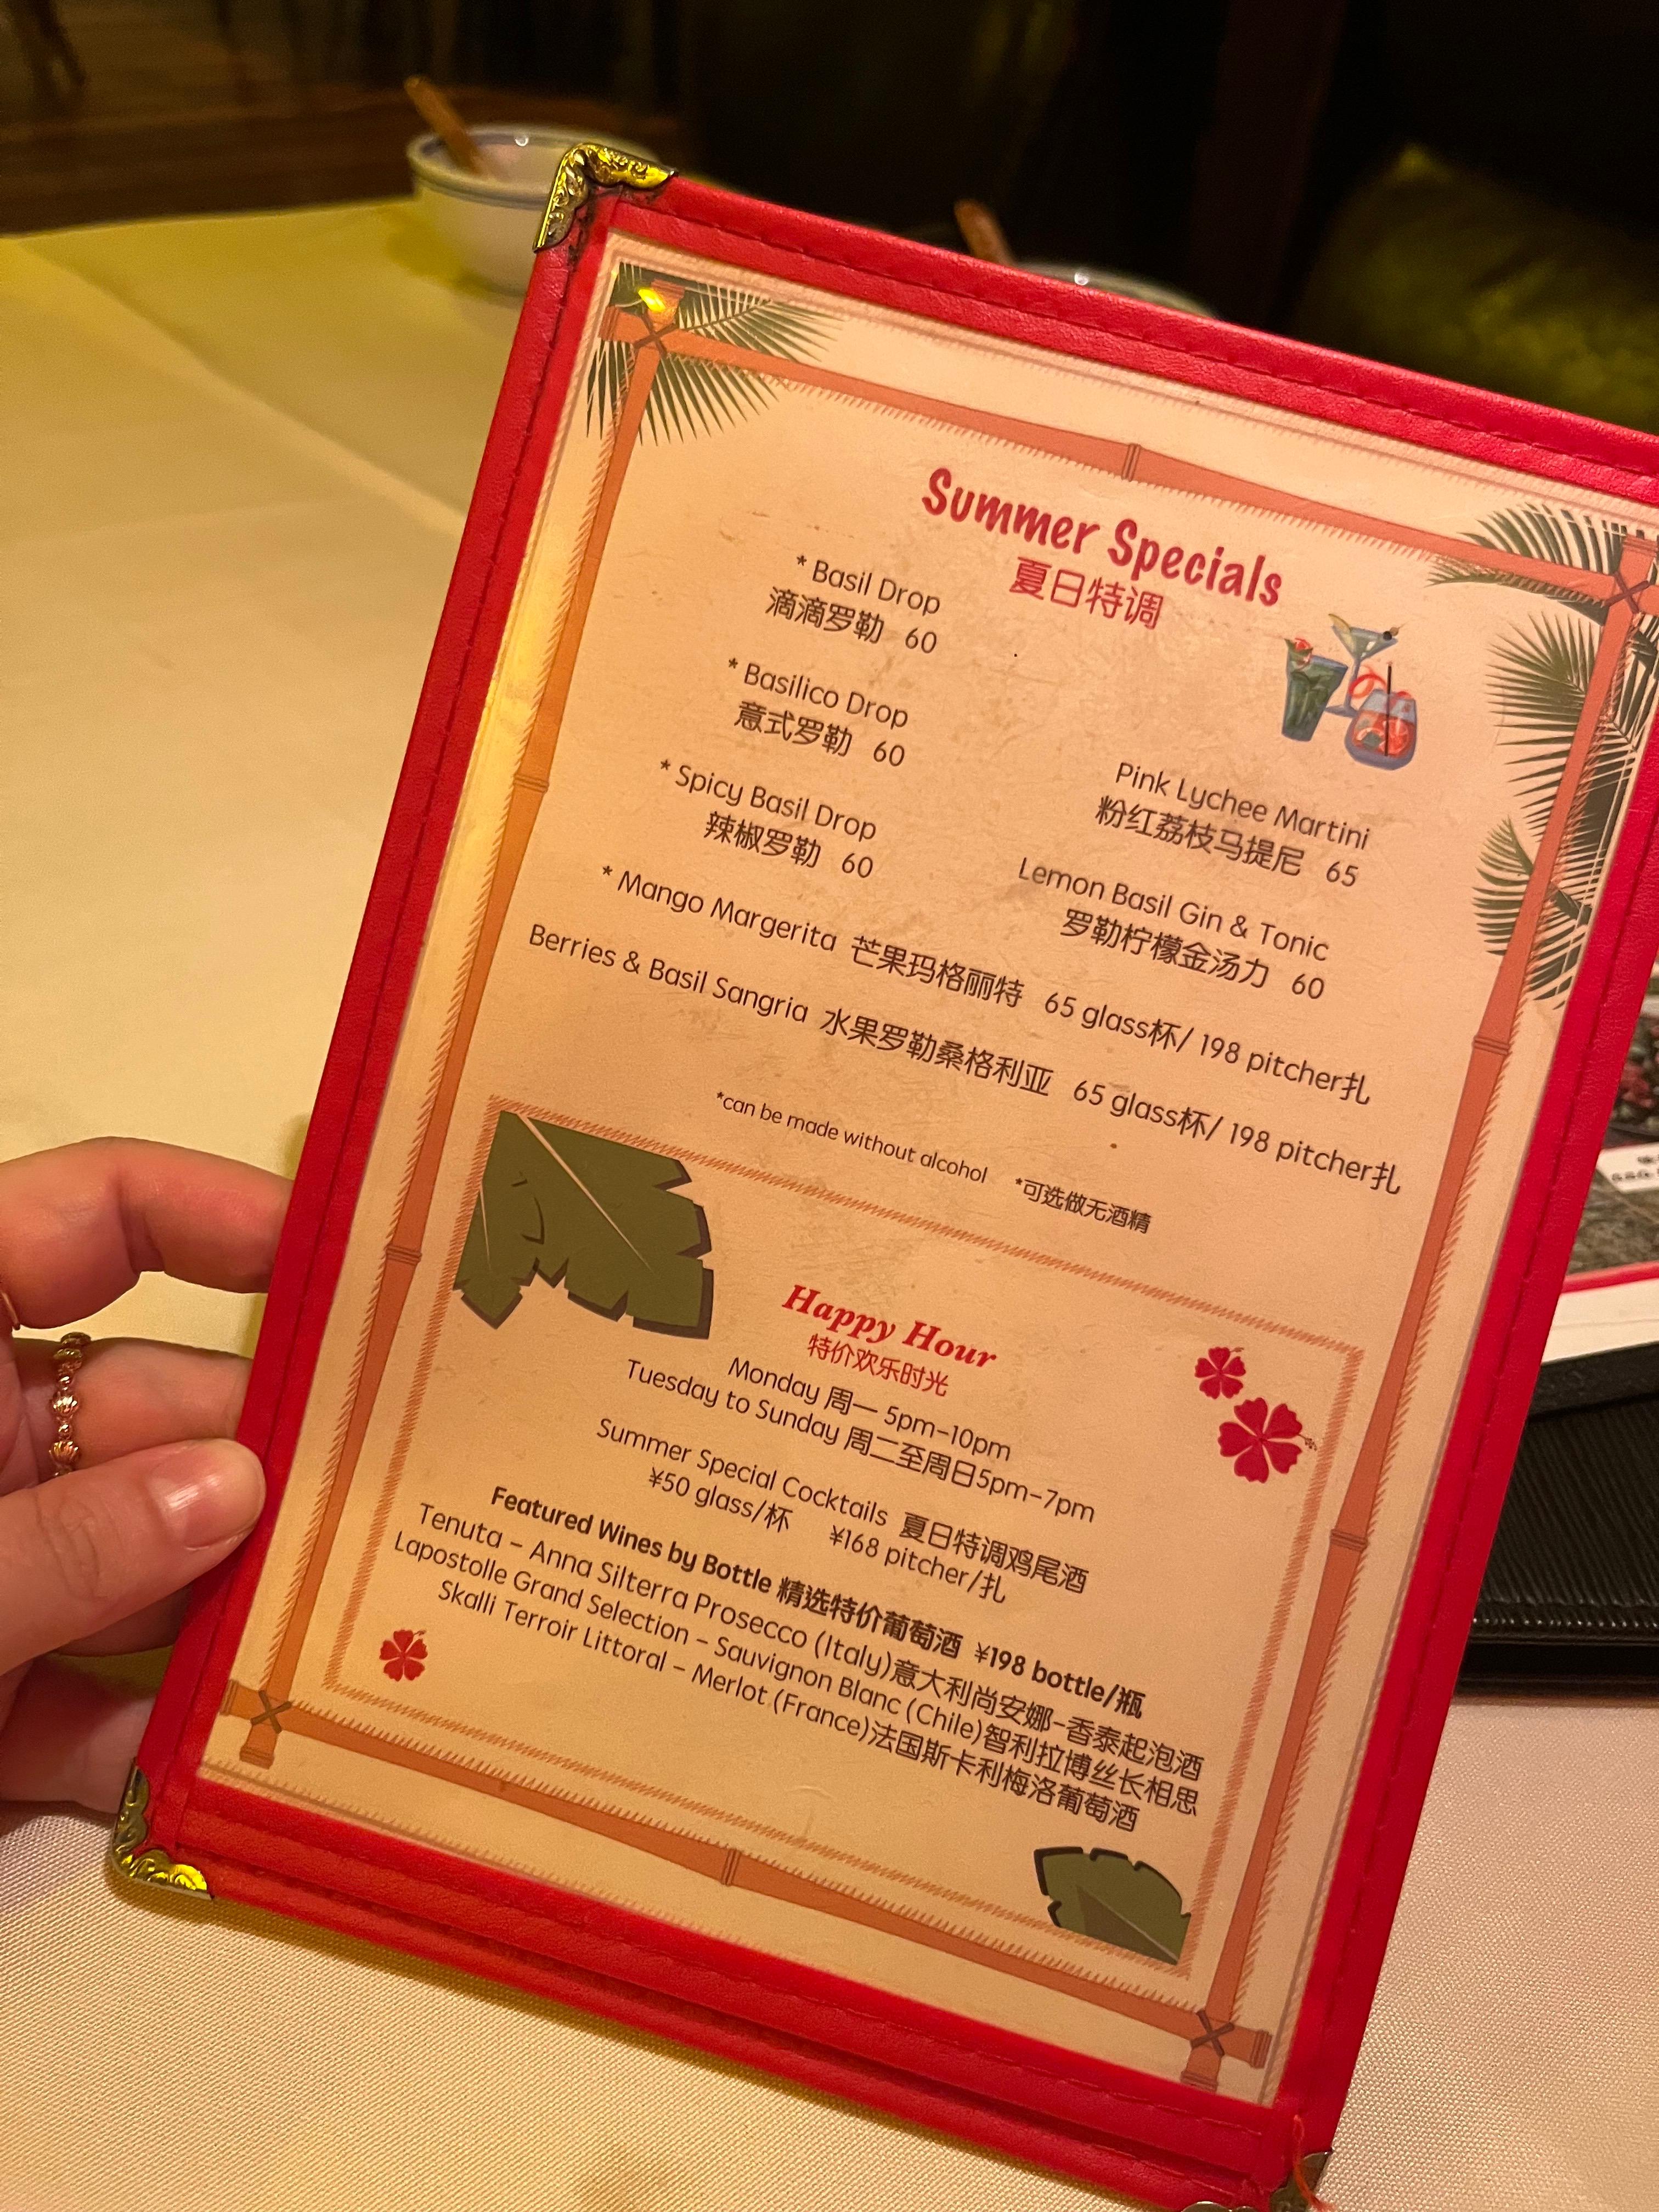 Summer Specials
夏日特调
* Basil Drop
滴滴罗勒 60
* Basilico Drop
意式罗勒 60
* Spicy Basil Drop
辣椒罗勒 60
Pink Lychee Martini
粉红荔枝马提尼 65
Lemon Basil Gin & Tonic
罗勒柠檬金汤力 60
* Mango Margerita 芒果玛格丽特 65 glass杯/ 198 pitcher扎
Berries & Basil Sangria 水果罗勒桑格利亚 65 glass杯/ 198 pitcher扎
*can be made without alcohol *可选做无酒精
Happy Hour
特价欢乐时光
Monday 周一 5pm-10pm
Tuesday to Sunday 周二至周日5pm-7pm
Summer Special Cocktails 夏日特调鸡尾酒
¥50 glass/杯 ¥168 pitcher/扎
Featured Wines by Bottle 精选特价葡萄酒 ¥198 bottle/瓶
Tenuta - Anna Silterra Prosecco (Italy)意大利尚安娜-香泰起泡酒
Lapostolle Grand Selection - Sauvignon Blanc (Chile)智利拉博丝长相思
Skalli Terroir Littoral - Merlot (France)法国斯卡利梅洛葡萄酒